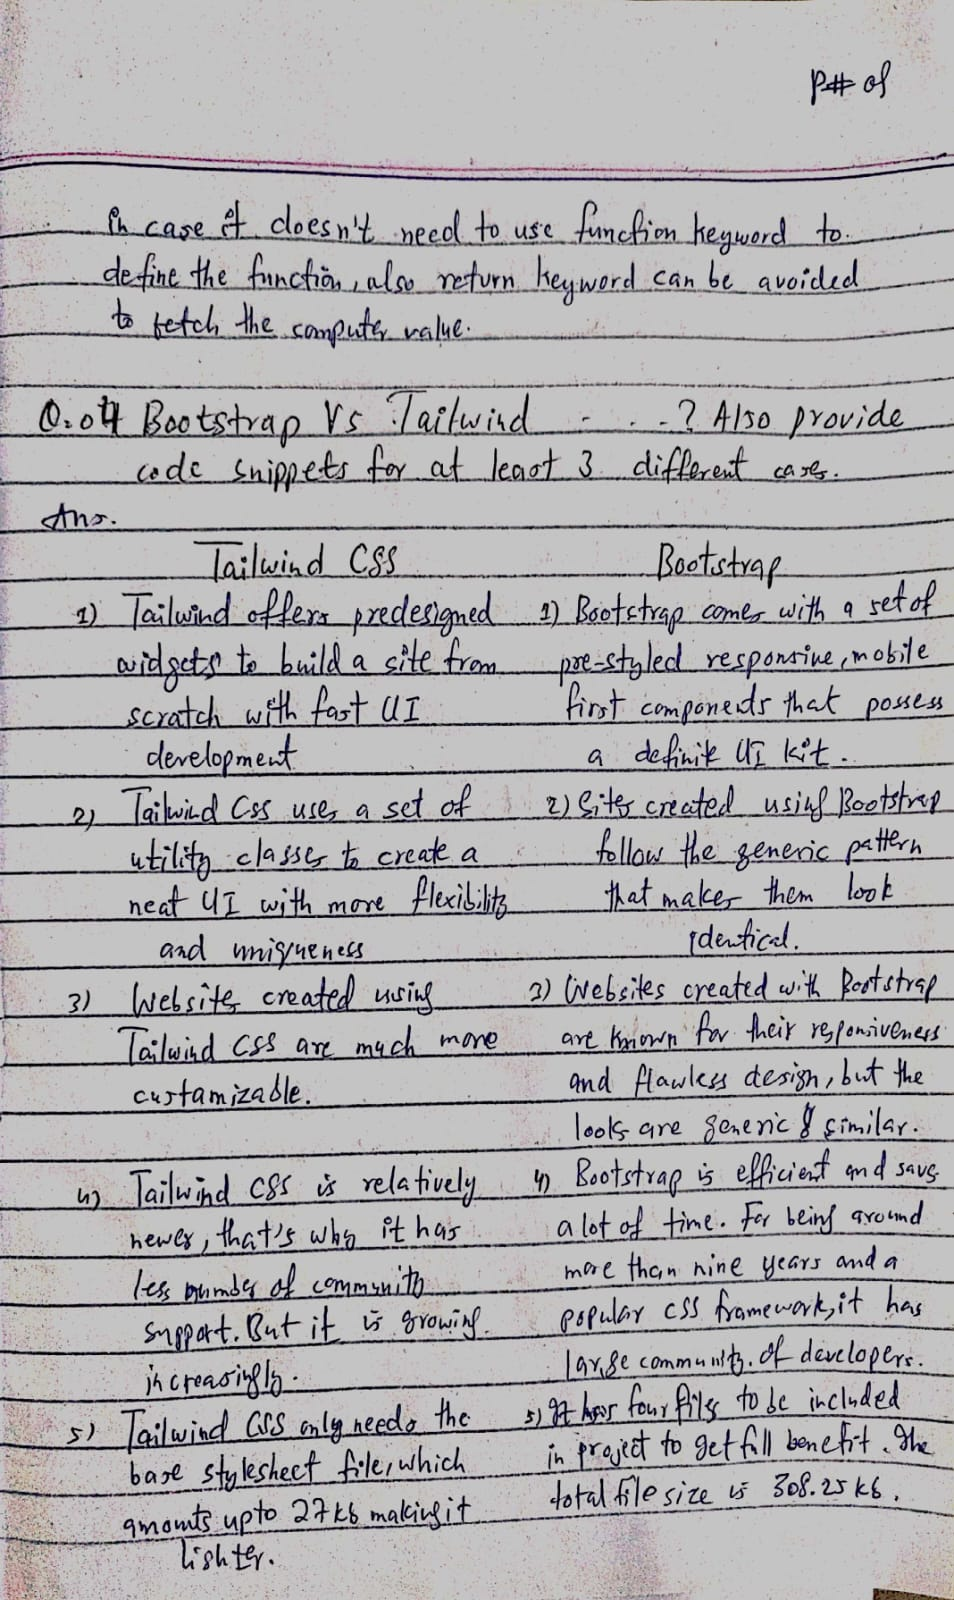 P# 05
in case it doesn't need to use function keyword to
define the function, also return keyword can be avoided
to fetch the computer value.
Q.04 Bootstrap Vs Tailwind - - - - ? Also provide
code snippets for at least 3 different cases.
Ans.
Tailwind CSS
1) Tailwind offers predesigned
widgets to build a site from
scratch with fast UI
development
2) Tailwind Css uses a set of
utility classes to create a
neat UI with more flexibility
and uniqueness
3) Websites created using
Tailwind CSS are much more
custamizable.
4) Tailwind CSS is relatively
newer, that's why it has
less number of community
support. But it is growing
increasingly.
5) Tailwind CSS only needs the
base stylesheet file, which
amounts upto 27kb making it
lighter.
Bootstrap
1) Bootstrap comes with a set of
pre-styled responsive, mobile
first components that possess
a definite UI kit.
2) Sites created using Bootstrap
follow the generic pattern
that makes them look
identical.
3) Websites created with Bootstrap
are known for their responsiveness
and flawless design, but the
looks are generic & similar.
4) Bootstrap is efficient and save
a lot of time. For being around
more than nine years and a
popular CSS framework, it has
large community. Of developers.
5) It has four files to be included
in project to get full benefit. The
total file size is 308.25 kb.